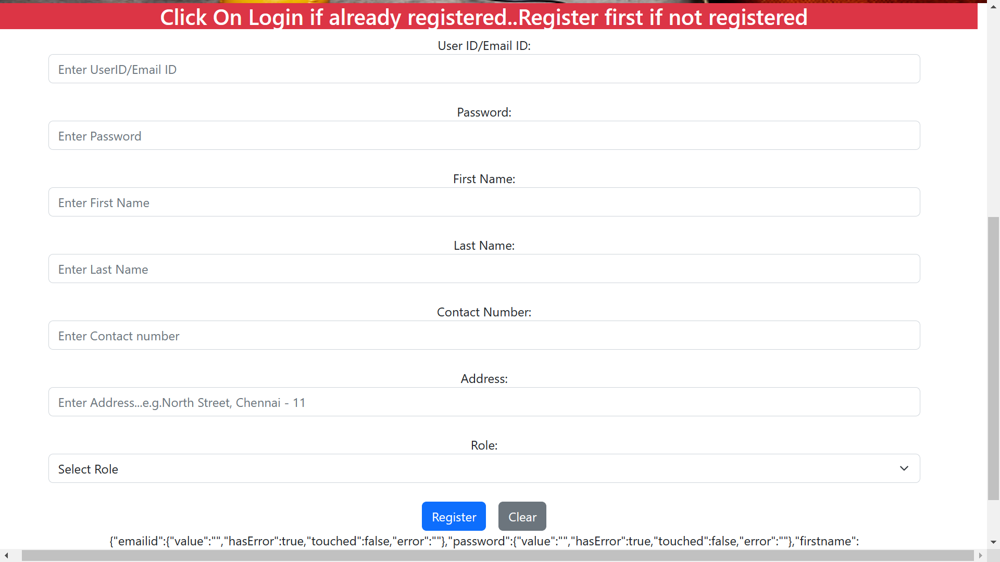 Click On Login if already registered..Register first if not registered
User ID/Email ID:
Enter UserID/Email ID
Password:
Enter Password
First Name:
Enter First Name
Last Name:
Enter Last Name
Contact Number:
Enter Contact number
Address:
Enter Address...e.g.North Street, Chennai - 11
Role:
Select Role
Register Clear
{"emailid":{"value":"","hasError":true,"touched":false,"error":""},"password":{"value":"","hasError":true,"touched":false,"error":""},"firstname":